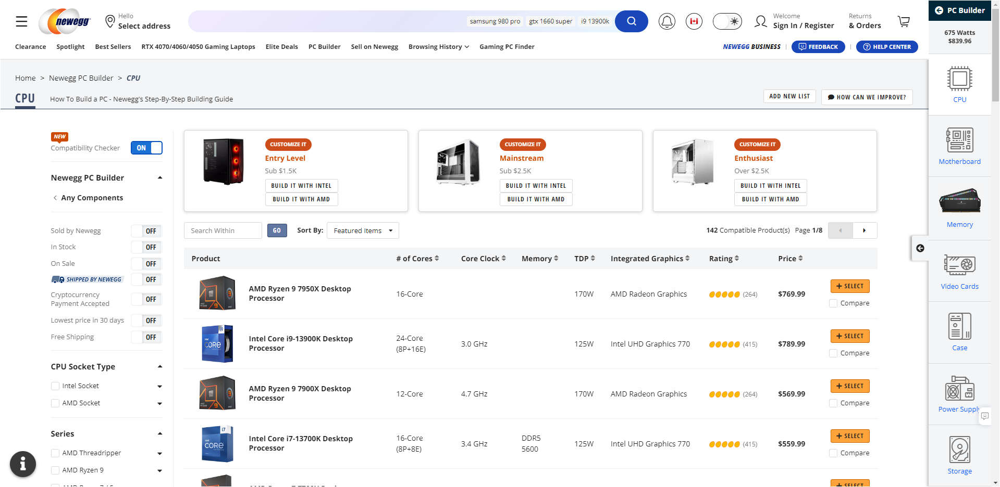 newegg
Hello
Select address
samsung 980 pro
gtx 1660 super
i9 13900k
Welcome
Sign In / Register
Returns
& Orders
PC Builder
675 Watts
$839.96
Clearance
Spotlight
Best Sellers
RTX 4070/4060/4050 Gaming Laptops
Elite Deals
PC Builder
Sell on Newegg
Browsing History
Gaming PC Finder
NEWEGG BUSINESS
FEEDBACK
HELP CENTER
Home > Newegg PC Builder > CPU
CPU
How To Build a PC - Newegg's Step-By-Step Building Guide
ADD NEW LIST
HOW CAN WE IMPROVE?
NEW
Compatibility Checker
ON
Newegg PC Builder
Any Components
Sold by Newegg
OFF
In Stock
OFF
On Sale
OFF
SHIPPED BY NEWEGG
OFF
Cryptocurrency
Payment Accepted
OFF
Lowest price in 30 days
OFF
Free Shipping
OFF
CPU Socket Type
Intel Socket
AMD Socket
Series
AMD Threadripper
AMD Ryzen 9
CUSTOMIZE IT
Entry Level
Sub $1.5K
BUILD IT WITH INTEL
BUILD IT WITH AMD
CUSTOMIZE IT
Mainstream
Sub $2.5K
BUILD IT WITH INTEL
BUILD IT WITH AMD
CUSTOMIZE IT
Enthusiast
Over $2.5K
BUILD IT WITH INTEL
BUILD IT WITH AMD
Search Within
GO
Sort By:
Featured Items
142 Compatible Product(s)
Page 1/8
Product
# of Cores
Core Clock
Memory
TDP
Integrated Graphics
Rating
Price
AMD Ryzen 9 7950X Desktop
Processor
16-Core
170W
AMD Radeon Graphics
(264)
$769.99
+ SELECT
Compare
Intel Core i9-13900K Desktop
Processor
24-Core
(8P+16E)
3.0 GHz
125W
Intel UHD Graphics 770
(415)
$789.99
+ SELECT
Compare
AMD Ryzen 9 7900X Desktop
Processor
12-Core
4.7 GHz
170W
AMD Radeon Graphics
(264)
$569.99
+ SELECT
Compare
Intel Core i7-13700K Desktop
Processor
16-Core
(8P+8E)
3.4 GHz
DDR5
5600
125W
Intel UHD Graphics 770
(415)
$559.99
+ SELECT
Compare
+ SELECT
CPU
Motherboard
Memory
Video Cards
Case
Power Supply
Storage